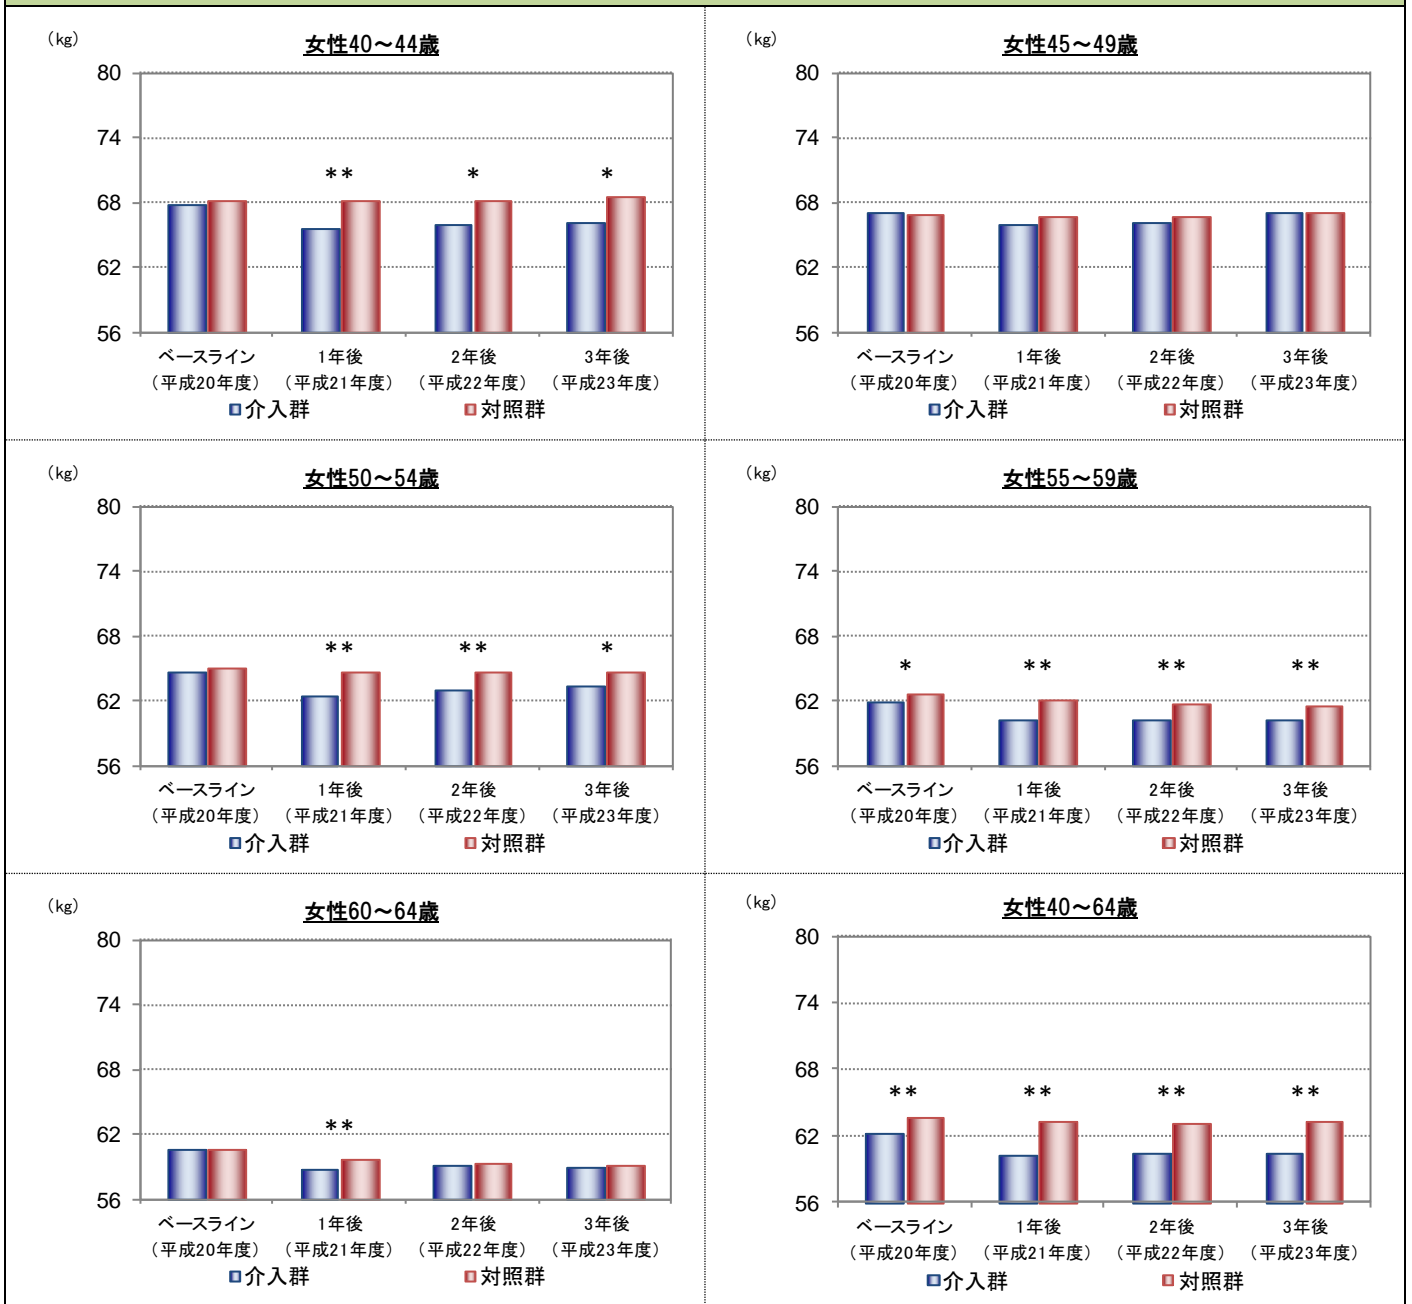 （kg）
女性40～44歳
80
74
68
62
56
** * *
ベースライン 1年後 2年後 3年後
（平成20年度） （平成21年度） （平成22年度） （平成23年度）
介入群 対照群
（kg）
女性45～49歳
80
74
68
62
56
ベースライン 1年後 2年後 3年後
（平成20年度） （平成21年度） （平成22年度） （平成23年度）
介入群 対照群
（kg）
女性50～54歳
80
74
68
62
56
** ** *
ベースライン 1年後 2年後 3年後
（平成20年度） （平成21年度） （平成22年度） （平成23年度）
介入群 対照群
（kg）
女性55～59歳
80
74
68
62
56
* ** ** **
ベースライン 1年後 2年後 3年後
（平成20年度） （平成21年度） （平成22年度） （平成23年度）
介入群 対照群
（kg）
女性60～64歳
80
74
68
62
56
**
ベースライン 1年後 2年後 3年後
（平成20年度） （平成21年度） （平成22年度） （平成23年度）
介入群 対照群
（kg）
女性40～64歳
80
74
68
62
56
** ** ** **
ベースライン 1年後 2年後 3年後
（平成20年度） （平成21年度） （平成22年度） （平成23年度）
介入群 対照群